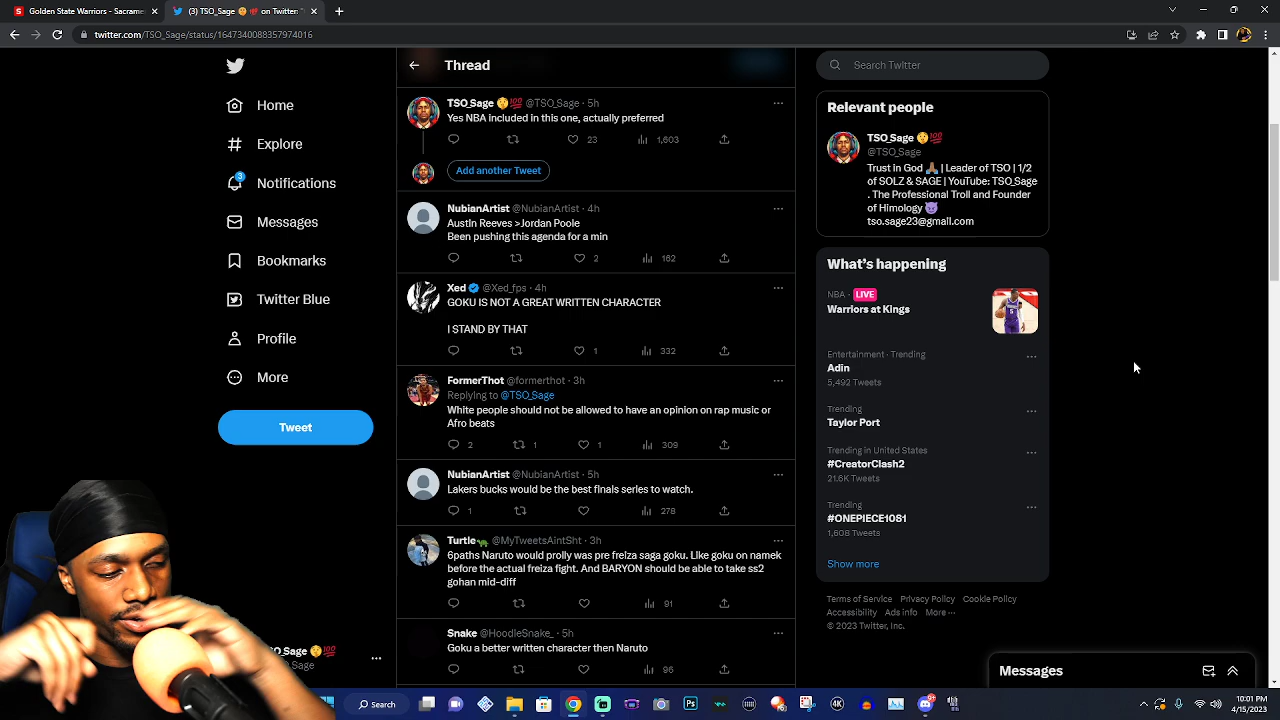 Golden State Warriors - Sacrame
(3) TSO_Sage on Twitter: "
twitter.com/TSO_Sage/status/1647340088357974016
Home
Explore
3
Notifications
Messages
Bookmarks
Twitter Blue
Profile
More
Tweet
SO_Sage 💯
@TSO_Sage
Thread
TSO_Sage 💯 @TSO_Sage · 5h
Yes NBA included in this one, actually preferred
23 1,603
Add another Tweet
NubianArtist @NubianArtist · 4h
Austin Reeves >Jordan Poole
Been pushing this agenda for a min
2 162
Xed @Xed_fps · 4h
GOKU IS NOT A GREAT WRITTEN CHARACTER
I STAND BY THAT
1 332
FormerThot @formerthot · 3h
Replying to @TSO_Sage
White people should not be allowed to have an opinion on rap music or
Afro beats
2 1 1 309
NubianArtist @NubianArtist · 5h
Lakers bucks would be the best finals series to watch.
1 278
Turtle @MyTweetsAintSht · 3h
6paths Naruto would prolly was pre freiza saga goku. Like goku on namek
before the actual freiza fight. And BARYON should be able to take ss2
gohan mid-diff
91
Snake @HoodieSnake_ · 5h
Goku a better written character then Naruto
96
Search Twitter
Relevant people
TSO_Sage 💯
@TSO_Sage
Trust in God | Leader of TSO | 1/2
of SOLZ & SAGE | YouTube: TSO_Sage
. The Professional Troll and Founder
of Himology
tso.sage23@gmail.com
What's happening
NBA · LIVE
Warriors at Kings
Entertainment · Trending
Adin
5,492 Tweets
Trending
Taylor Port
Trending in United States
#CreatorClash2
21.6K Tweets
Trending
#ONEPIECE1081
1,608 Tweets
Show more
Terms of Service Privacy Policy Cookie Policy
Accessibility Ads info More ···
© 2023 Twitter, Inc.
Messages
Search
Ps
4K
10:01 PM
4/15/2023